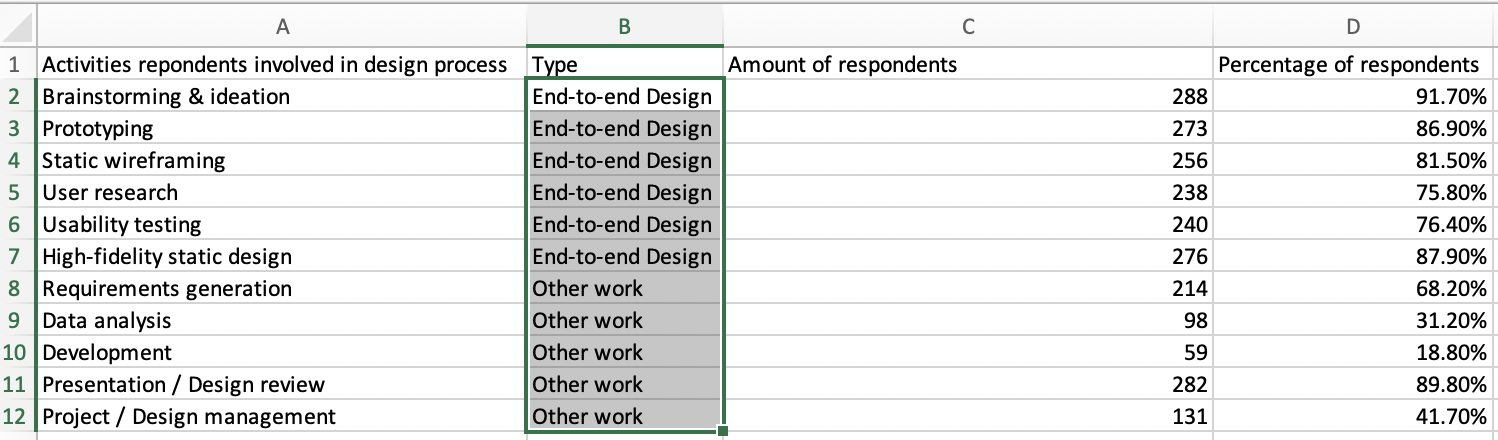 A B C D
1 Activities repondents involved in design process Type Amount of respondents Percentage of respondents
2 Brainstorming & ideation End-to-end Design 288 91.70%
3 Prototyping End-to-end Design 273 86.90%
4 Static wireframing End-to-end Design 256 81.50%
5 User research End-to-end Design 238 75.80%
6 Usability testing End-to-end Design 240 76.40%
7 High-fidelity static design End-to-end Design 276 87.90%
8 Requirements generation Other work 214 68.20%
9 Data analysis Other work 98 31.20%
10 Development Other work 59 18.80%
11 Presentation / Design review Other work 282 89.80%
12 Project / Design management Other work 131 41.70%